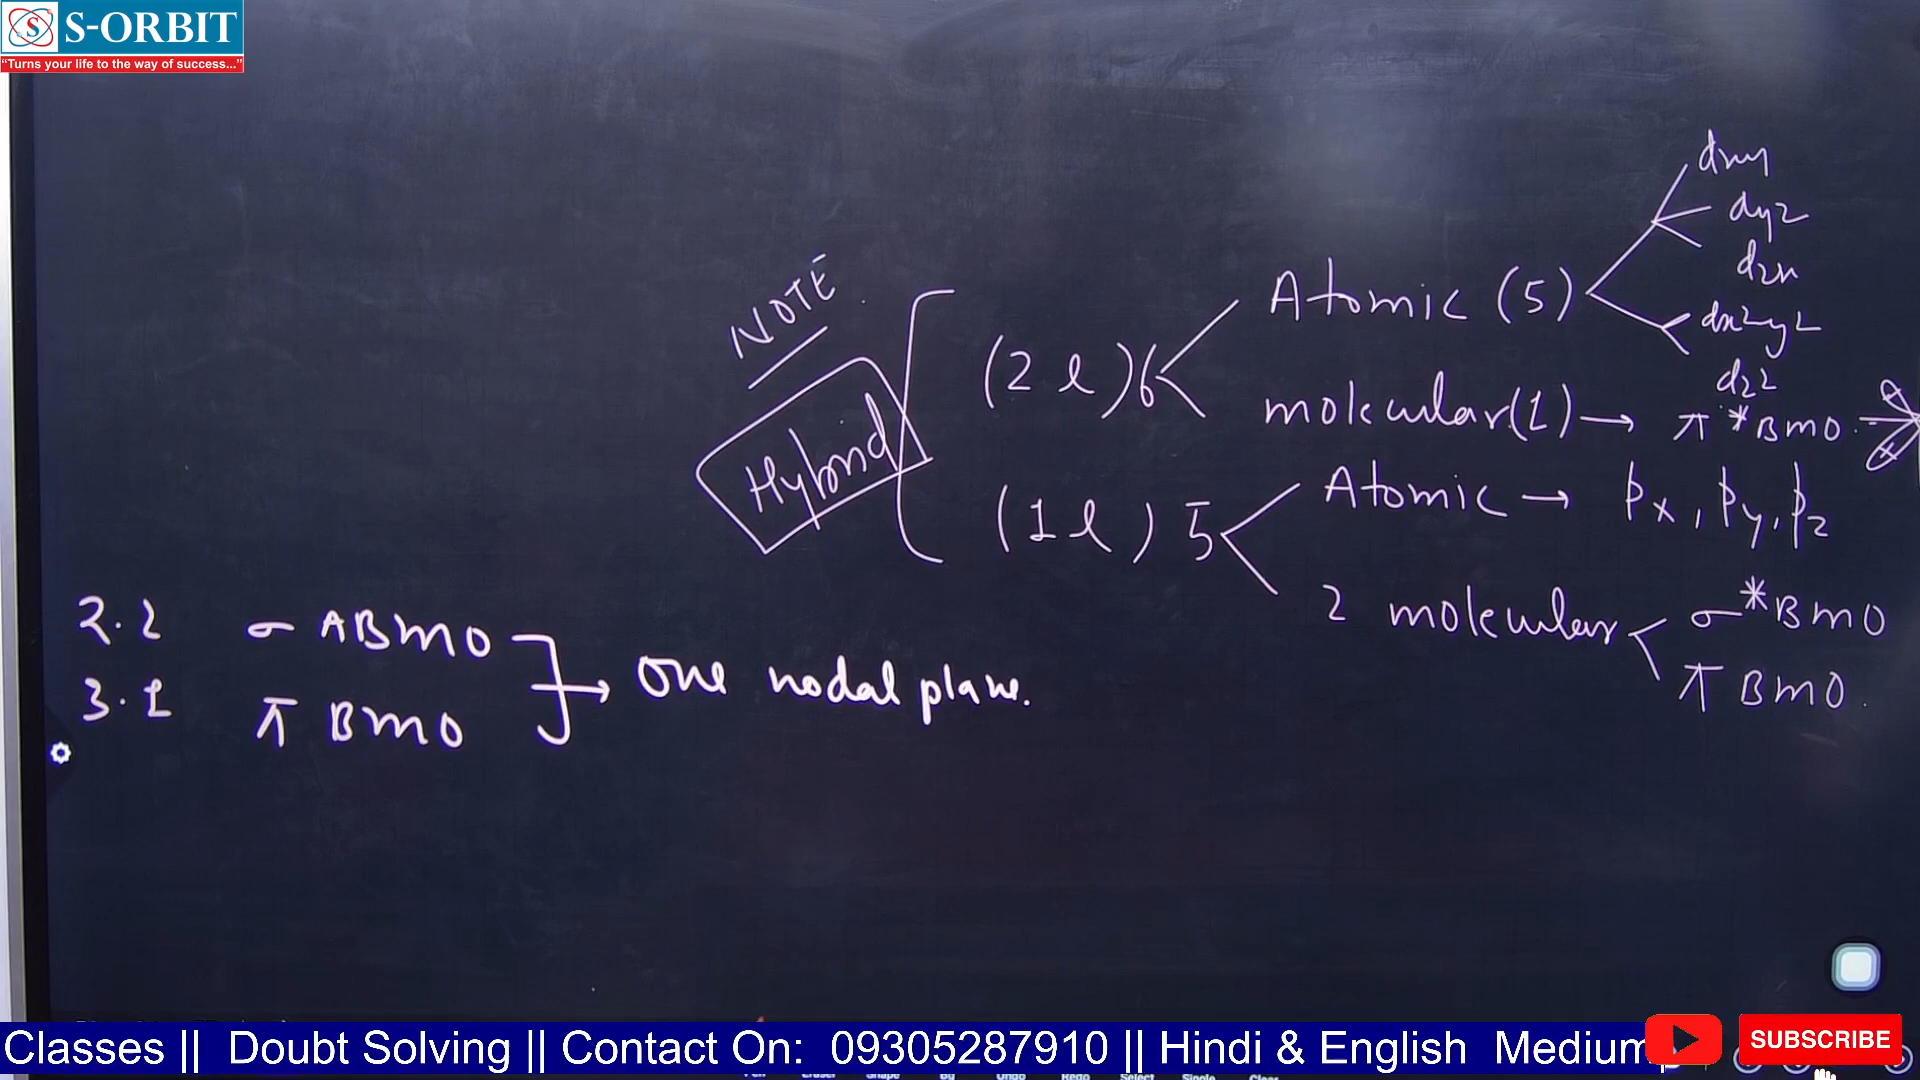 S S-ORBIT
"Turns your life to the way of success..."
NOTE
Hybrid
(2 l) 6
Atomic (5)
dxy
dyz
dzx
dx2-y2
dz2
molecular (1) → π *BMO.
(1 l) 5
Atomic → px, py, pz
2 molecular
σ*BMO
π BMO.
2.2 σ ABMO
3.1 π BMO
→ One nodal plane.
Classes || Doubt Solving || Contact On: 09305287910 || Hindi & English Medium
SUBSCRIBE